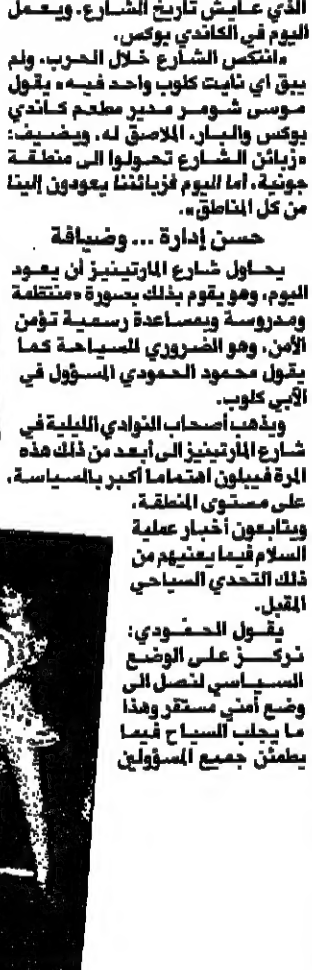 الذي عايش تاريخ الشارع. ويعمل
اليوم في الكاندي بوكس.
«انتكس الشارع خلال الحرب، ولم
يبق أي نايت كلوب واحد فيه» يقول
موسى شومر مدير مطعم كاندي
بوكس والبار، الملاصق له. ويضيف:
«زبائن الشارع تحولوا الى منطقة
جونية، أما اليوم فزبائننا يعودون إلينا
من كل المناطق».
حسن إدارة ... وضيافة
يحاول شارع المارتينيز أن يعود
اليوم، وهو يقوم بذلك بصورة «منتظمة
ومدروسة وبمساعدة رسمية تؤمن
الأمن، وهو الضروري للسياحة كما
يقول محمود الحمودي المسؤول في
الآبي كلوب.
ويذهب أصحاب النوادي الليلية في
شارع المارتينيز الى أبعد من ذلك هذه
المرة فيبلون اهتماما أكبر بالسياسة،
على مستوى المنطقة،
ويتابعون أخبار عملية
السلام فيما يعنيهم من
ذلك التحدي السياحي
المقبل.
يقول الحمّودي:
نركز على الوضع
السياسي لنصل الى
وضع أمني مستقر وهذا
ما يجلب السياح فيما
يطمئن جميع المسؤولين